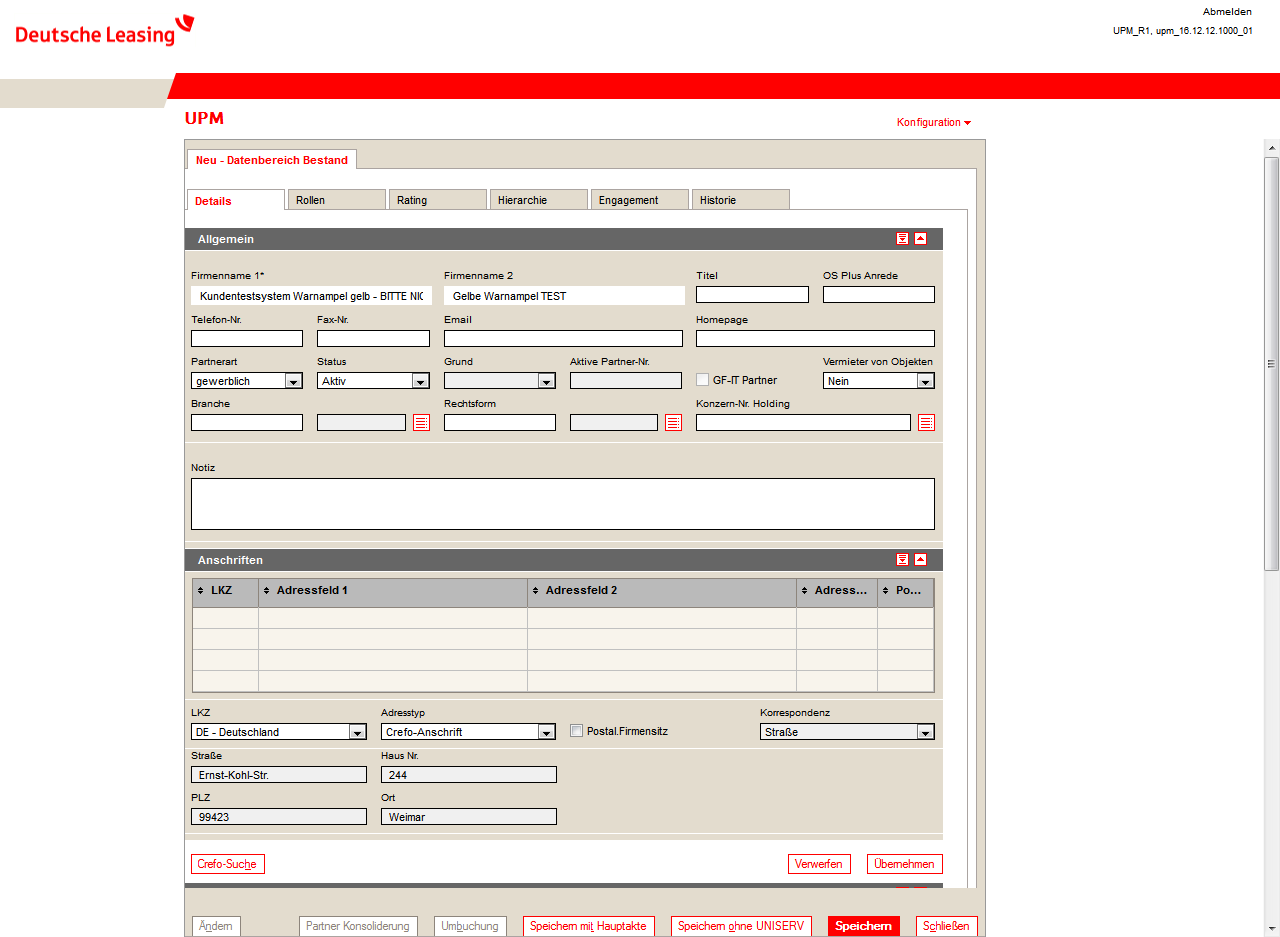 Abmelden
Deutsche Leasing
UPM_R1, upm_16.12.12.1000_01
UPM
Konfiguration
Neu - Datenbereich Bestand
Details Rollen Rating Hierarchie Engagement Historie
Allgemein
Firmenname 1* Firmenname 2 Titel OS Plus Anrede
Kundentestsystem Warnampel gelb - BITTE Gelbe Warnampel TEST
Telefon-Nr. Fax-Nr. Email Homepage
Partnerart Status Grund Aktive Partner-Nr. Vermieter von Objekten
gewerblich Aktiv GF-IT Partner Nein
Branche Rechtsform Konzern-Nr. Holding
Notiz
Anschriften
LKZ Adressfeld 1 Adressfeld 2 Adress... Po...
LKZ Adresstyp Korrespondenz
DE - Deutschland Crefo-Anschrift Postal.Firmensitz Straße
Straße Haus Nr.
Ernst-Kohl-Str. 244
PLZ Ort
99423 Weimar
Crefo-Suche Verwerfen Übernehmen
Ändern Partner Konsolidierung Umbuchung Speichern mit Hauptakte Speichern ohne UNISERV Speichern Schließen